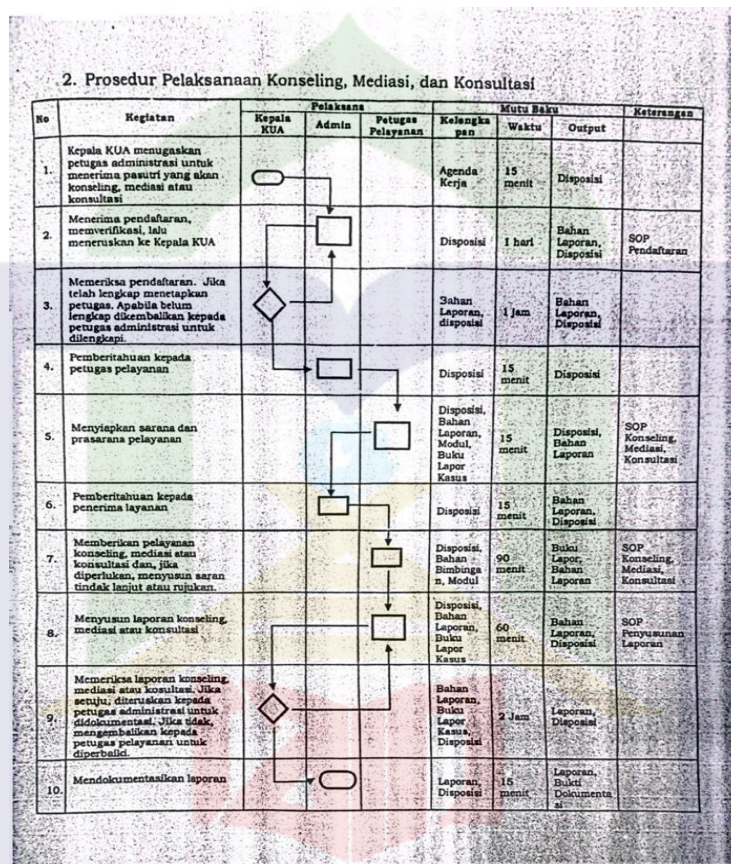 2. Prosedur Pelaksanaan Konseling, Mediasi, dan Konsultasi
No
Kegiatan
Pelaksana
Kepala
KUA
Admin
Petugas
Pelayanan
Mutu Baku
Kelengka
pan
Waktu
Output
Keterangan
1.
Kepala KUA menugaskan
petugas administrasi untuk
menerima pasutri yang akan
konseling, mediasi atau
konsultasi
Agenda
Kerja
15
menit
Disposisi
2.
Menerima pendaftaran,
memverifikasi, lalu
meneruskan ke Kepala KUA
Disposisi
1 hari
Bahan
Laporan,
Disposisi
SOP
Pendaftaran
3.
Memeriksa pendaftaran. Jika
telah lengkap menetapkan
petugas. Apabila belum
lengkap dikembalikan kepada
petugas administrasi untuk
dilengkapi.
Bahan
Laporan,
disposisi
1 jam
Bahan
Laporan,
Disposisi
4.
Pemberitahuan kepada
petugas pelayanan
Disposisi
15
menit
Disposisi
5.
Menyiapkan sarana dan
prasarana pelayanan
Disposisi,
Bahan
Laporan,
Modul,
Buku
Lapor
Kasus
15
menit
Disposisi,
Bahan
Laporan
SOP
Konseling,
Mediasi,
Konsultasi
6.
Pemberitahuan kepada
penerima layanan
Disposisi
15
menit
Bahan
Laporan,
Disposisi
7.
Memberikan pelayanan
konseling, mediasi atau
konsultasi dan, jika
diperlukan, menyusun saran
tindak lanjut atau rujukan.
Disposisi,
Bahan
Bimbinga
n, Modul
90
menit
Buku
Lapor,
Bahan
Laporan
SOP
Konseling,
Mediasi,
Konsultasi
8.
Menyusun laporan konseling,
mediasi atau konsultasi
Disposisi,
Bahan
Laporan,
Buku
Lapor
Kasus
60
menit
Bahan
Laporan,
Disposisi
SOP
Penyusunan
Laporan
9.
Memeriksa laporan konseling,
mediasi atau kosultasi. Jika
setuju, diteruskan kepada
petugas administrasi untuk
didokumentasi. Jika tidak,
mengembalikan kepada
petugas pelayanan untuk
diperbaiki.
Bahan
Laporan,
Buku
Lapor
Kasus,
Disposisi
2 Jam
Laporan,
Disposisi
10.
Mendokumentasikan laporan
Laporan,
Disposisi
15
menit
Laporan,
Bukti
Dokumenta
si